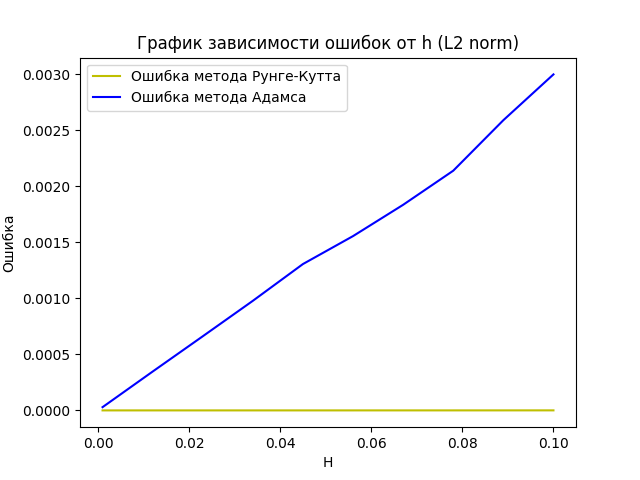 График зависимости ошибок от h (L2 norm)
Ошибка метода Рунге-Кутта
Ошибка метода Адамса
0.0030
0.0025
0.0020
0.0015
0.0010
0.0005
0.0000
Ошибка
0.00 0.02 0.04 0.06 0.08 0.10
H